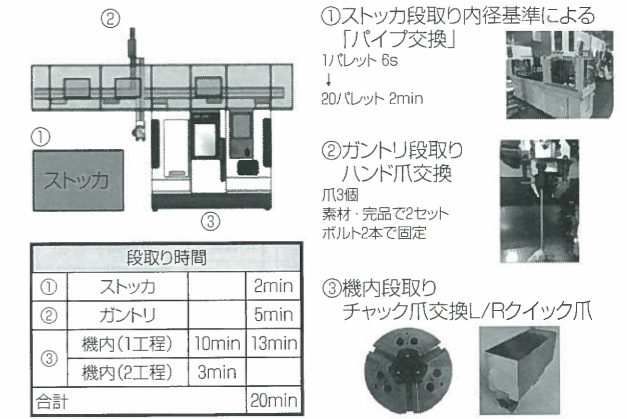 ②
①
ストッカ
③
段取り時間
① ストッカ 2min
② ガントリ 5min
③ 機内(1工程) 10min 13min
機内(2工程) 3min
合計 20min
①ストッカ段取り内径基準による
「パイプ交換」
1パレット 6s
↓
20パレット 2min
②ガントリ段取り
ハンド爪交換
爪3個
素材・完品で2セット
ボルト2本で固定
③機内段取り
チャック爪交換L/Rクイック爪